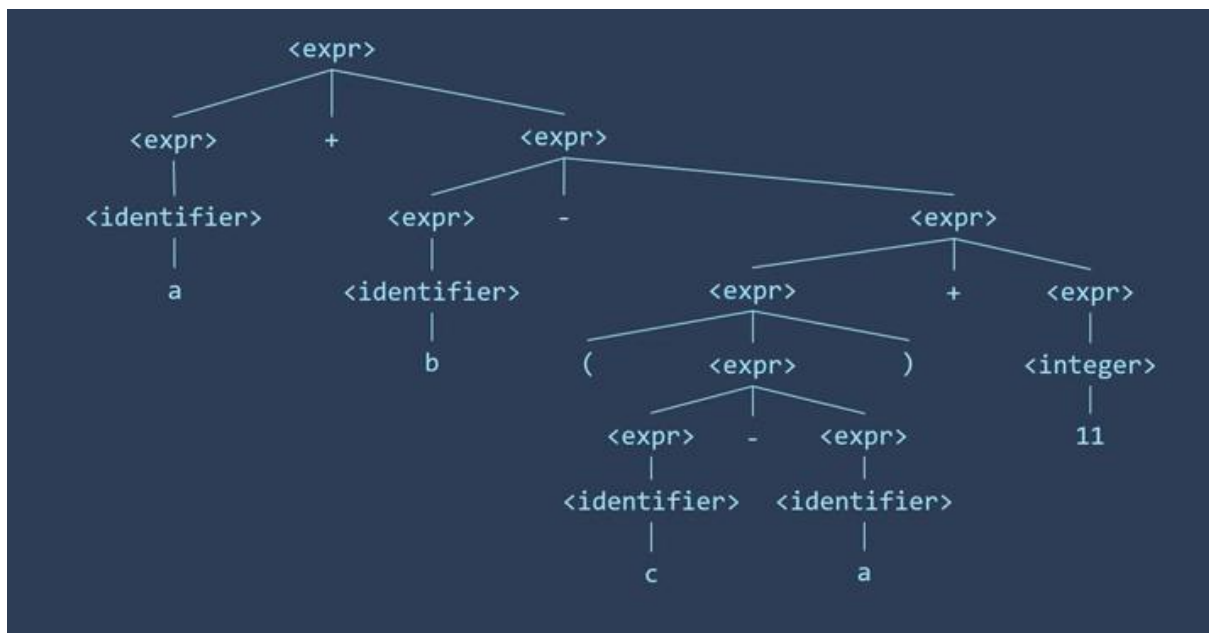 <expr>
<expr> + <expr>
<identifier> <expr> - <expr>
a <identifier> <expr> + <expr>
b ( <expr> ) <integer>
<expr> - <expr> 11
<identifier> <identifier>
c a